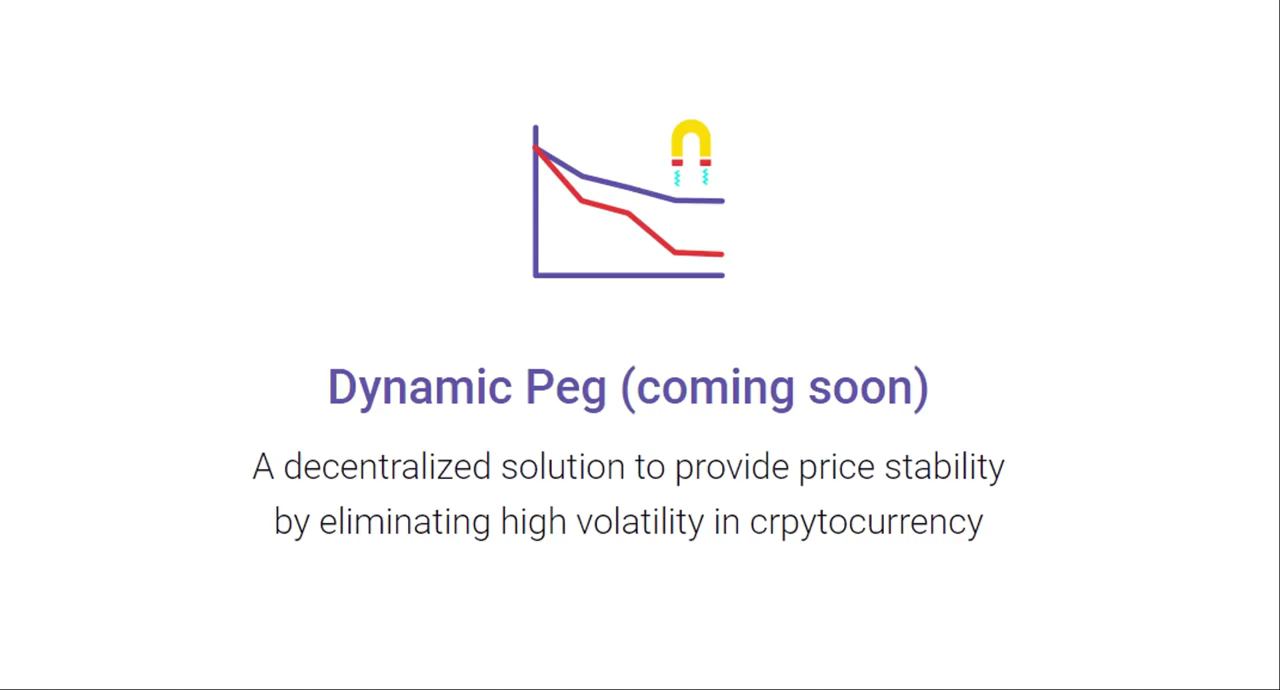 Dynamic Peg (coming soon)
A decentralized solution to provide price stability
by eliminating high volatility in crpytocurrency